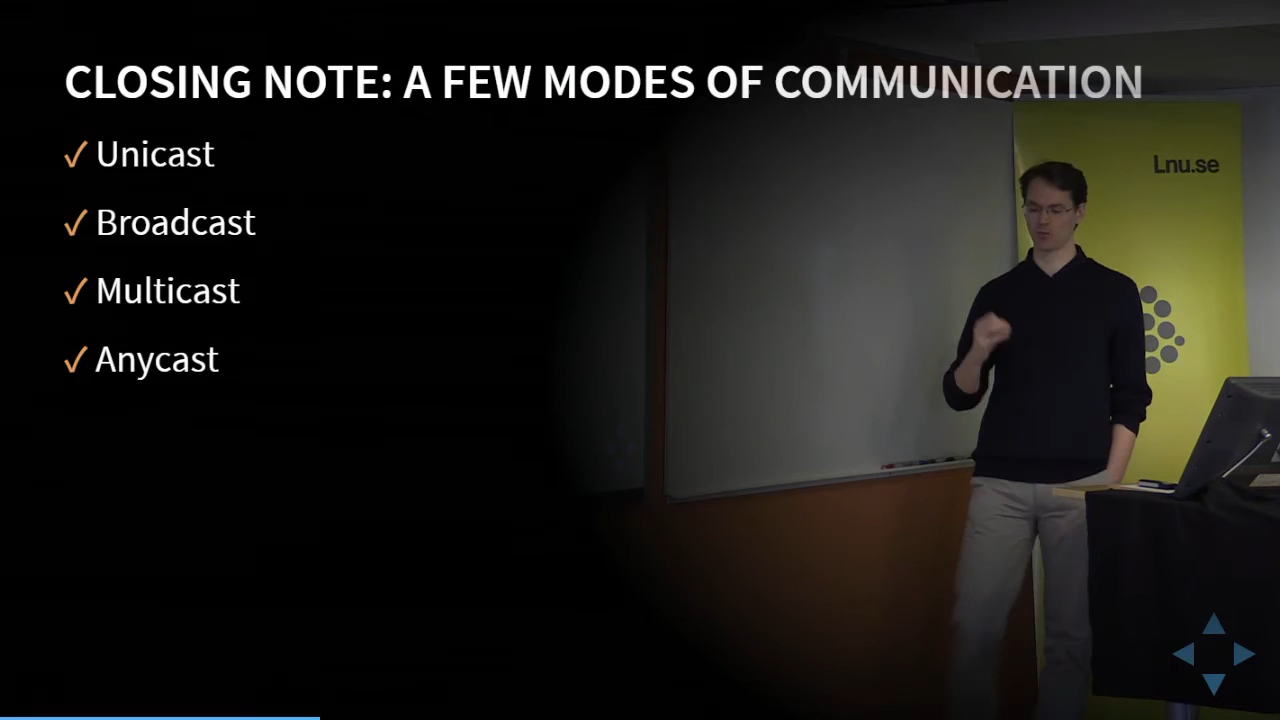 CLOSING NOTE: A FEW MODES OF COMMUNICATION
✓ Unicast
✓ Broadcast
✓ Multicast
✓ Anycast
Lnu.se